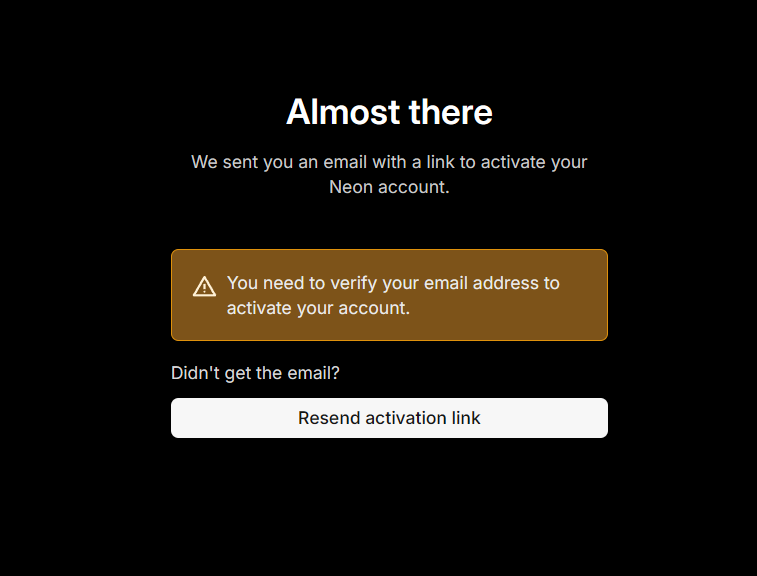 Almost there
We sent you an email with a link to activate your
Neon account.
You need to verify your email address to
activate your account.
Didn't get the email?
Resend activation link